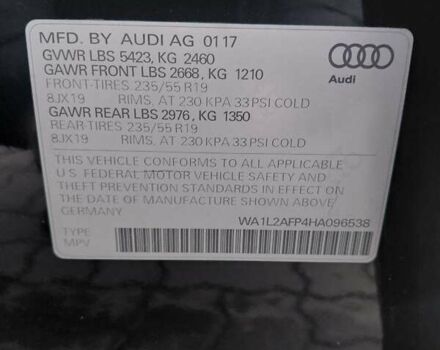 MFD. BY AUDI AG 01 17
GVWR LBS 5423, KG 2460
GAWR FRONT LBS 2668, KG 1210
FRONT-TIRES 235/55 R19
8JX19 RIMS, AT 230 KPA 33 PSI COLD
GAWR REAR LBS 2976, KG 1350
REAR-TIRES 235/55 R19
8JX19 RIMS, AT 230 KPA 33 PSI COLD
Audi
THIS VEHICLE CONFORMS TO ALL APPLICABLE
U.S. FEDERAL MOTOR VEHICLE SAFETY AND
THEFT PREVENTION STANDARDS IN EFFECT ON
THE DATE OF MANUFACTURE SHOWN ABOVE
GERMANY
WA1L2AFP4HA096538
TYPE
MPV